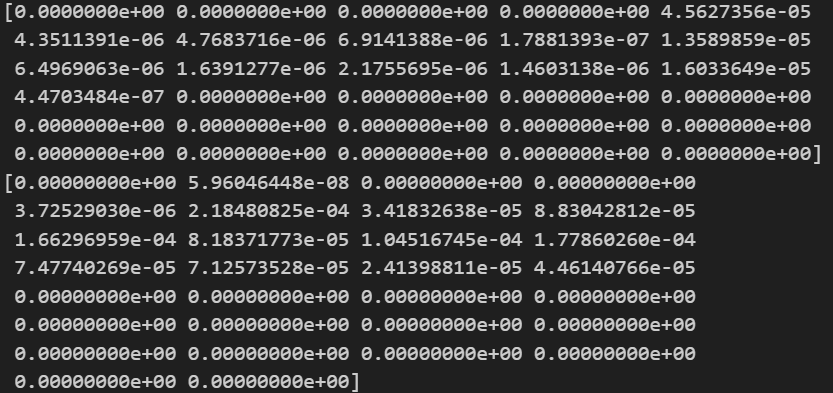 [0.0000000e+00 0.0000000e+00 0.0000000e+00 0.0000000e+00 4.5627356e-05
4.3511391e-06 4.7683716e-06 6.9141388e-06 1.7881393e-07 1.3589859e-05
6.4969063e-06 1.6391277e-06 2.1755695e-06 1.4603138e-06 1.6033649e-05
4.4703484e-07 0.0000000e+00 0.0000000e+00 0.0000000e+00 0.0000000e+00
0.0000000e+00 0.0000000e+00 0.0000000e+00 0.0000000e+00 0.0000000e+00
0.0000000e+00 0.0000000e+00 0.0000000e+00 0.0000000e+00 0.0000000e+00]
[0.00000000e+00 5.96046448e-08 0.00000000e+00 0.00000000e+00
3.72529030e-06 2.18480825e-04 3.41832638e-05 8.83042812e-05
1.66296959e-04 8.18371773e-05 1.04516745e-04 1.77860260e-04
7.47740269e-05 7.12573528e-05 2.41398811e-05 4.46140766e-05
0.00000000e+00 0.00000000e+00 0.00000000e+00 0.00000000e+00
0.00000000e+00 0.00000000e+00 0.00000000e+00 0.00000000e+00
0.00000000e+00 0.00000000e+00 0.00000000e+00 0.00000000e+00
0.00000000e+00 0.00000000e+00]